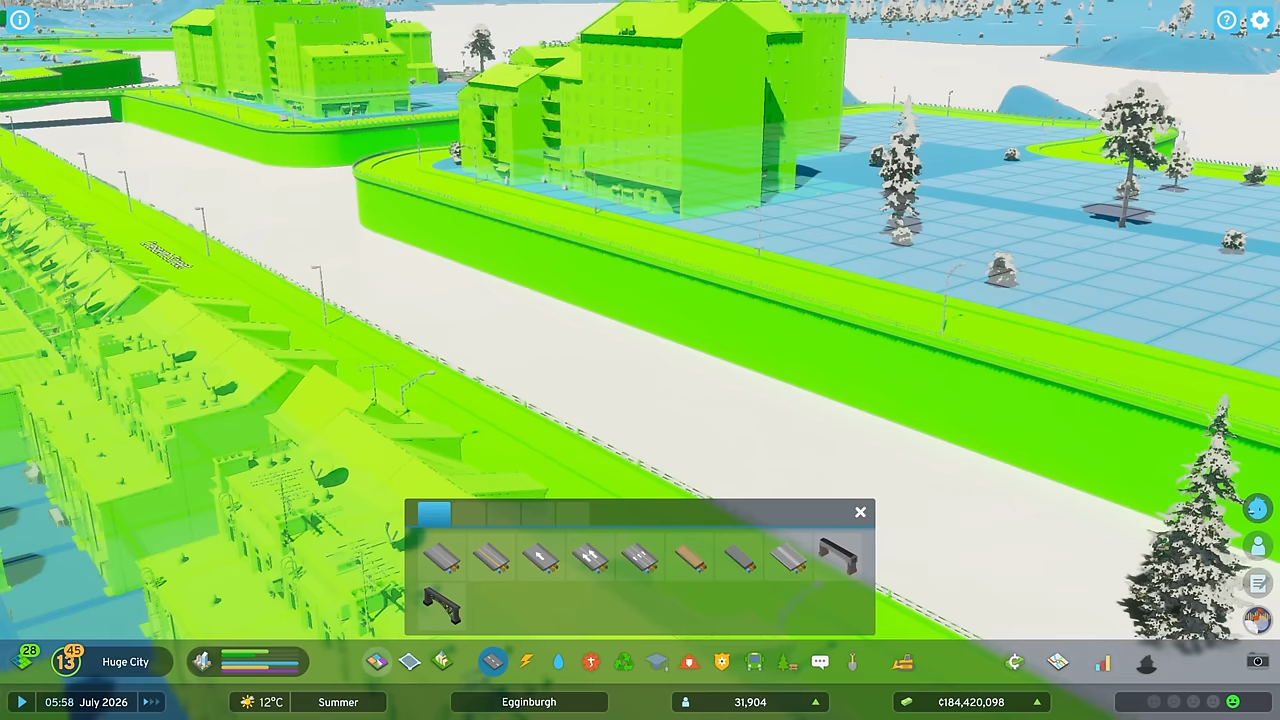 28
45
13
Huge City
05:58 July 2026
12°C
Summer
Egginburgh
31,904
¢184,420,098